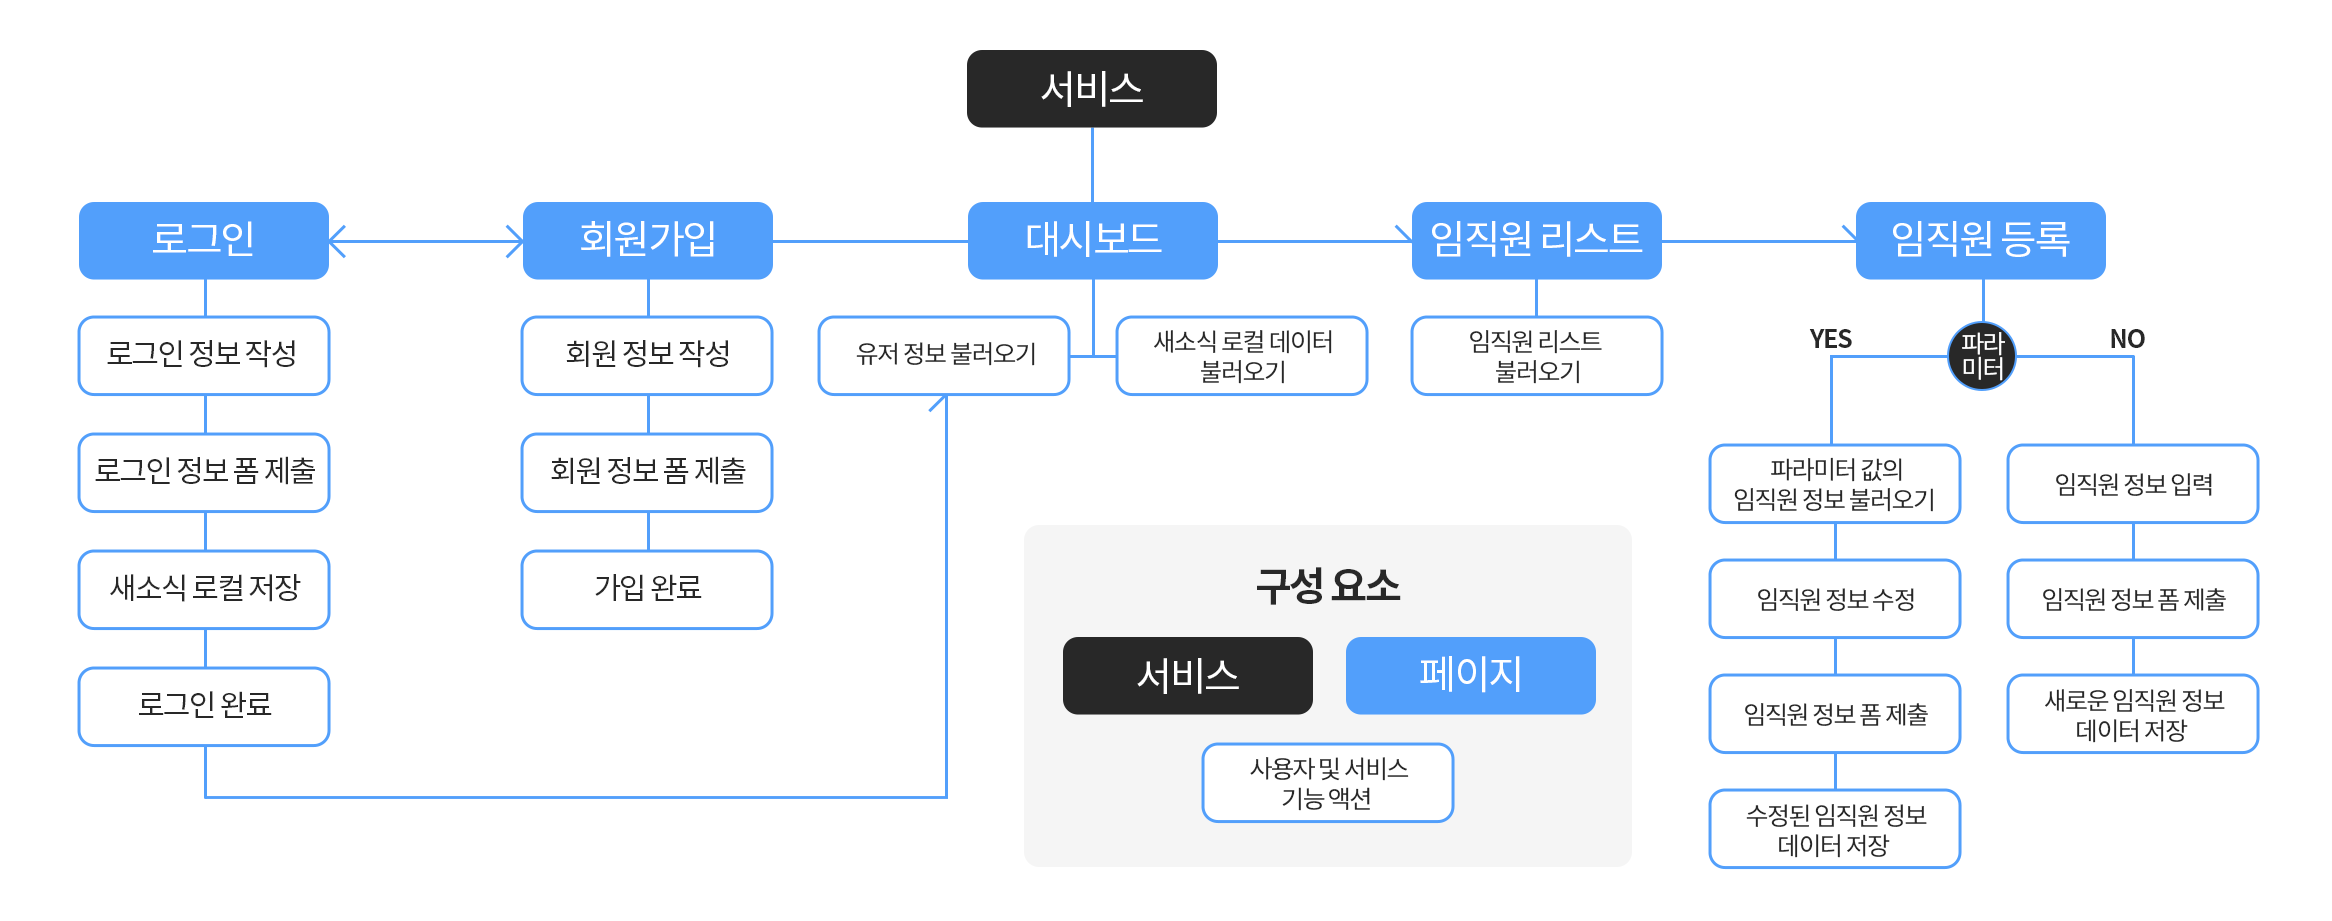 서비스
로그인
회원가입
대시보드
임직원 리스트
임직원 등록
로그인 정보 작성
로그인 정보 폼 제출
새소식 로컬 저장
로그인 완료
회원 정보 작성
회원 정보 폼 제출
가입 완료
유저 정보 불러오기
새소식 로컬 데이터
불러오기
임직원 리스트
불러오기
파라
미터
YES
NO
파라미터 값의
임직원 정보 불러오기
임직원 정보 수정
임직원 정보 폼 제출
수정된 임직원 정보
데이터 저장
임직원 정보 입력
임직원 정보 폼 제출
새로운 임직원 정보
데이터 저장
구성 요소
서비스
페이지
사용자 및 서비스
기능 액션